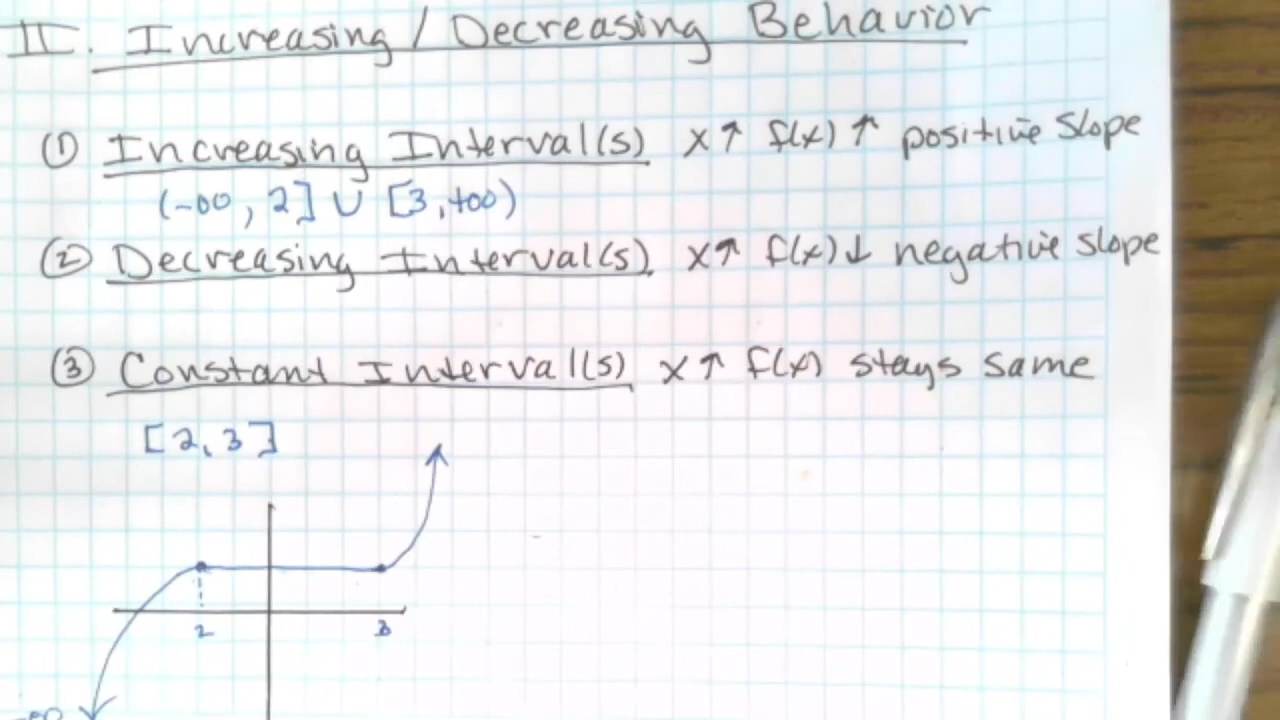 II. Increasing / Decreasing Behavior
① Increasing Interval(s) x↑ f(x)↑ positive slope
(-∞, 2] ∪ [3, +∞)
② Decreasing Interval(s) x↑ f(x)↓ negative slope
③ Constant Interval(s) x↑ f(x) stays same
[2, 3]
2 3